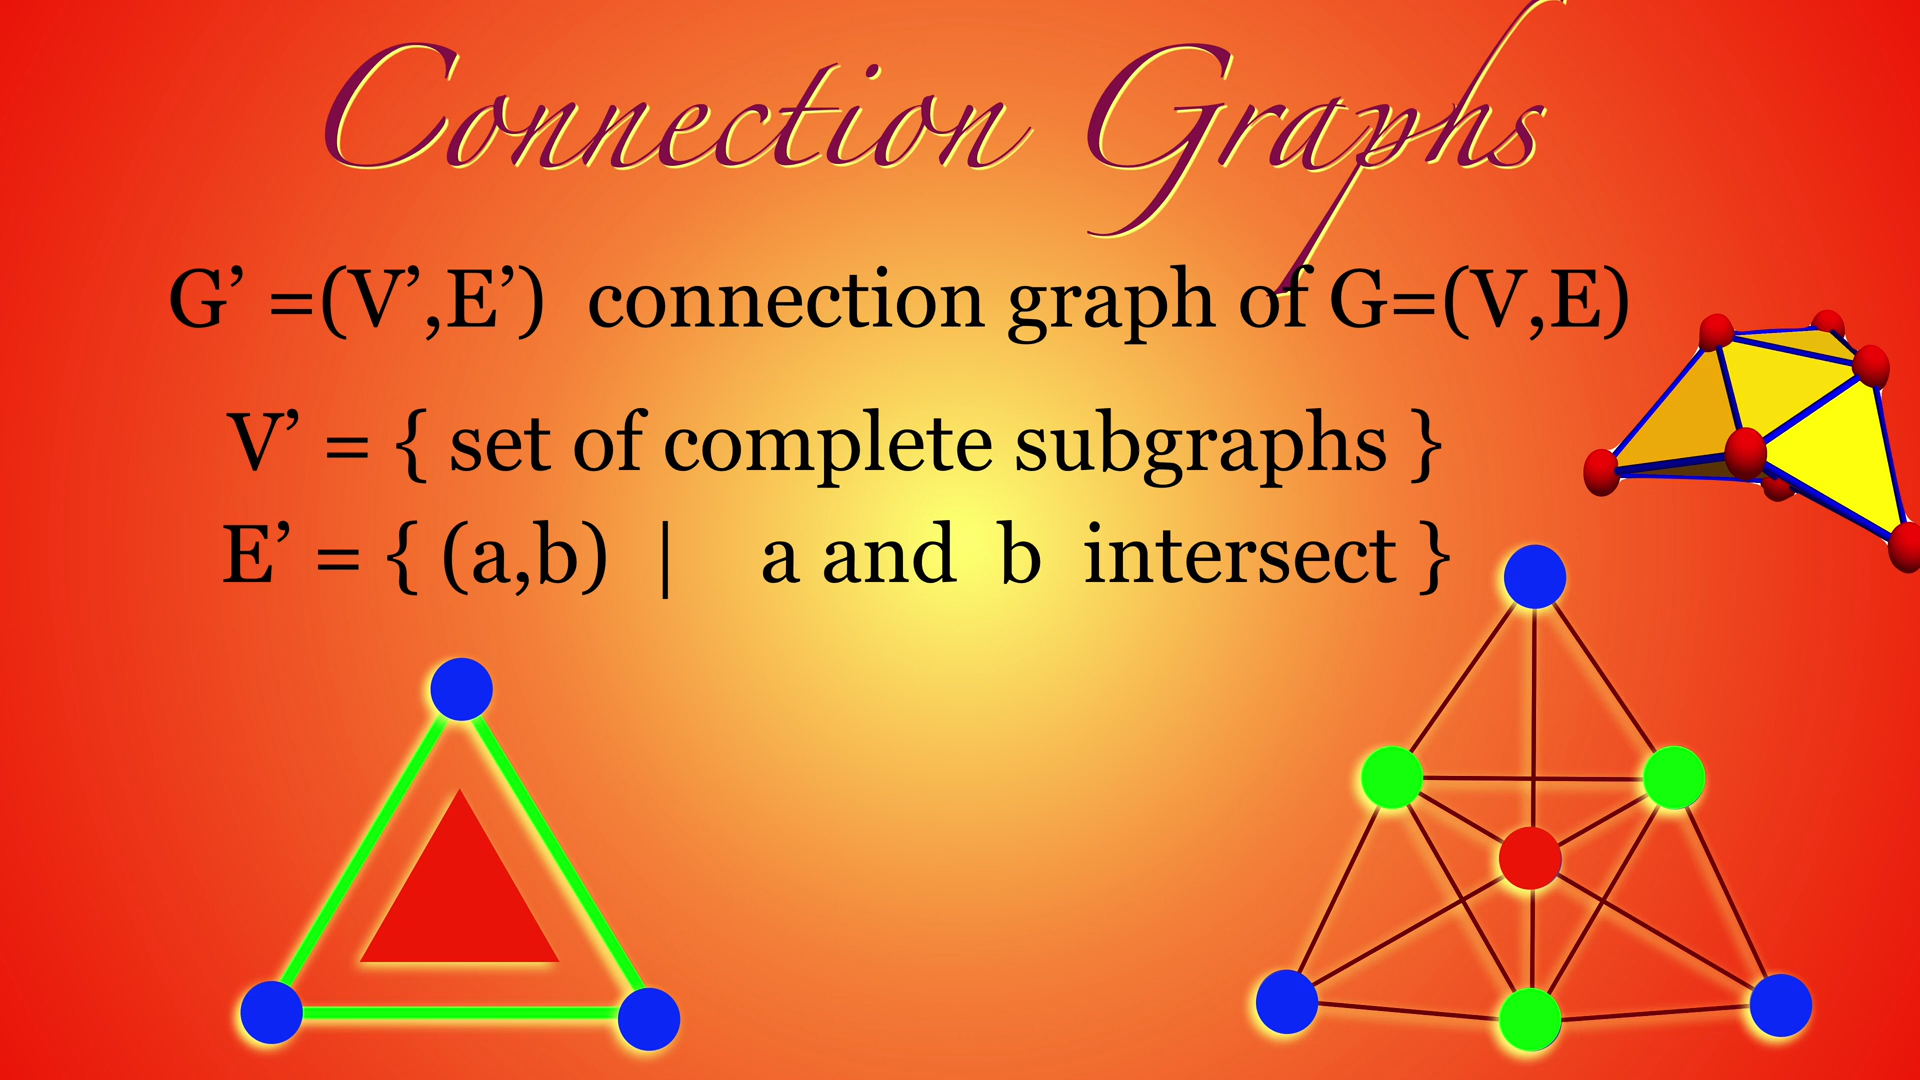 Connection Graphs
G’ =(V’,E’) connection graph of G=(V,E)
V’ = { set of complete subgraphs }
E’ = { (a,b) | a and b intersect }